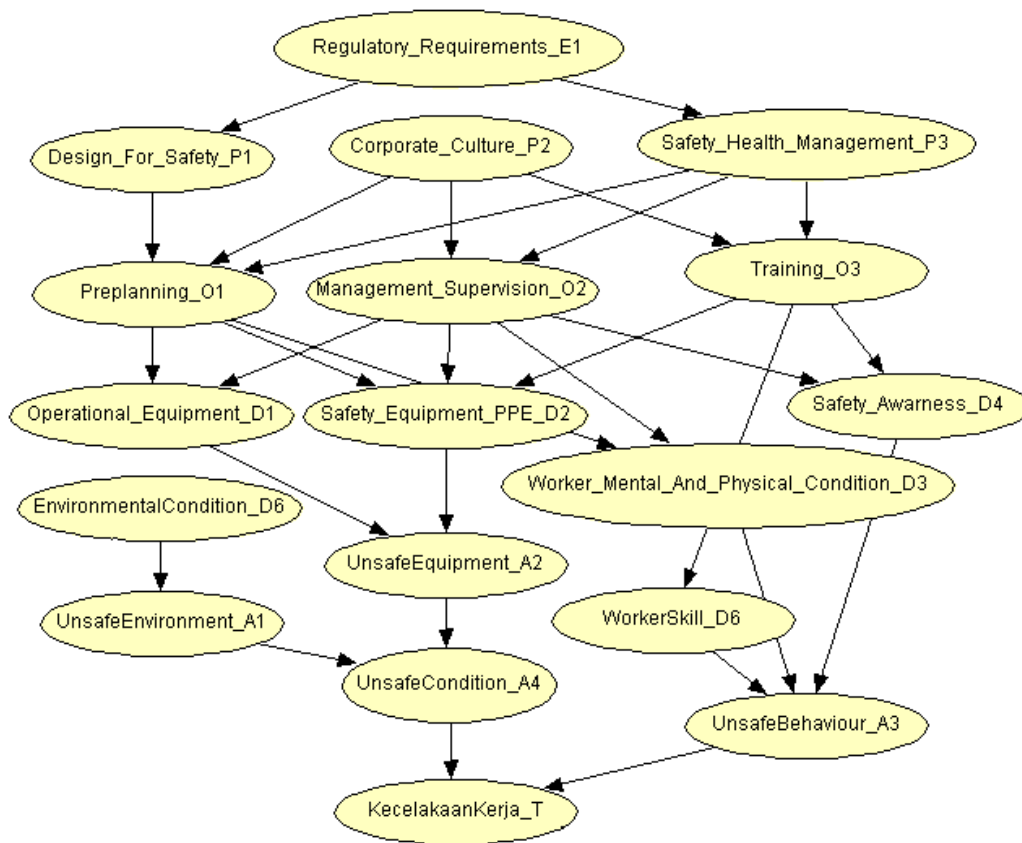 Regulatory_Requirements_E1
Design_For_Safety_P1
Corporate_Culture_P2
Safety_Health_Management_P3
Preplanning_O1
Management_Supervision_O2
Training_O3
Operational_Equipment_D1
Safety_Equipment_PPE_D2
Safety_Awarness_D4
EnvironmentalCondition_D6
Worker_Mental_And_Physical_Condition_D3
UnsafeEquipment_A2
UnsafeEnvironment_A1
WorkerSkill_D6
UnsafeCondition_A4
UnsafeBehaviour_A3
KecelakaanKerja_T